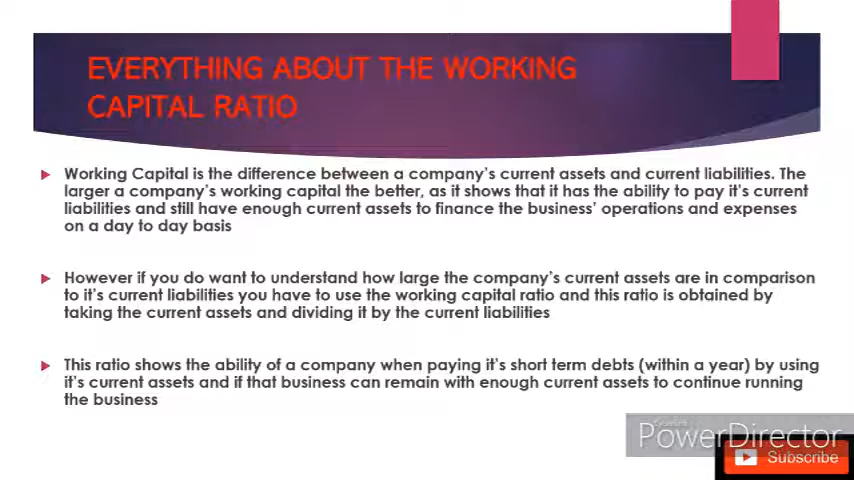 EVERYTHING ABOUT THE WORKING
CAPITAL RATIO
Working Capital is the difference between a company's current assets and current liabilities. The
larger a company's working capital the better, as it shows that it has the ability to pay it's current
liabilities and still have enough current assets to finance the business' operations and expenses
on a day to day basis
However if you do want to understand how large the company's current assets are in comparison
to it's current liabilities you have to use the working capital ratio and this ratio is obtained by
taking the current assets and dividing it by the current liabilities
This ratio shows the ability of a company when paying it's short term debts (within a year) by using
it's current assets and if that business can remain with enough current assets to continue running
the business
PowerDirector
Subscribe